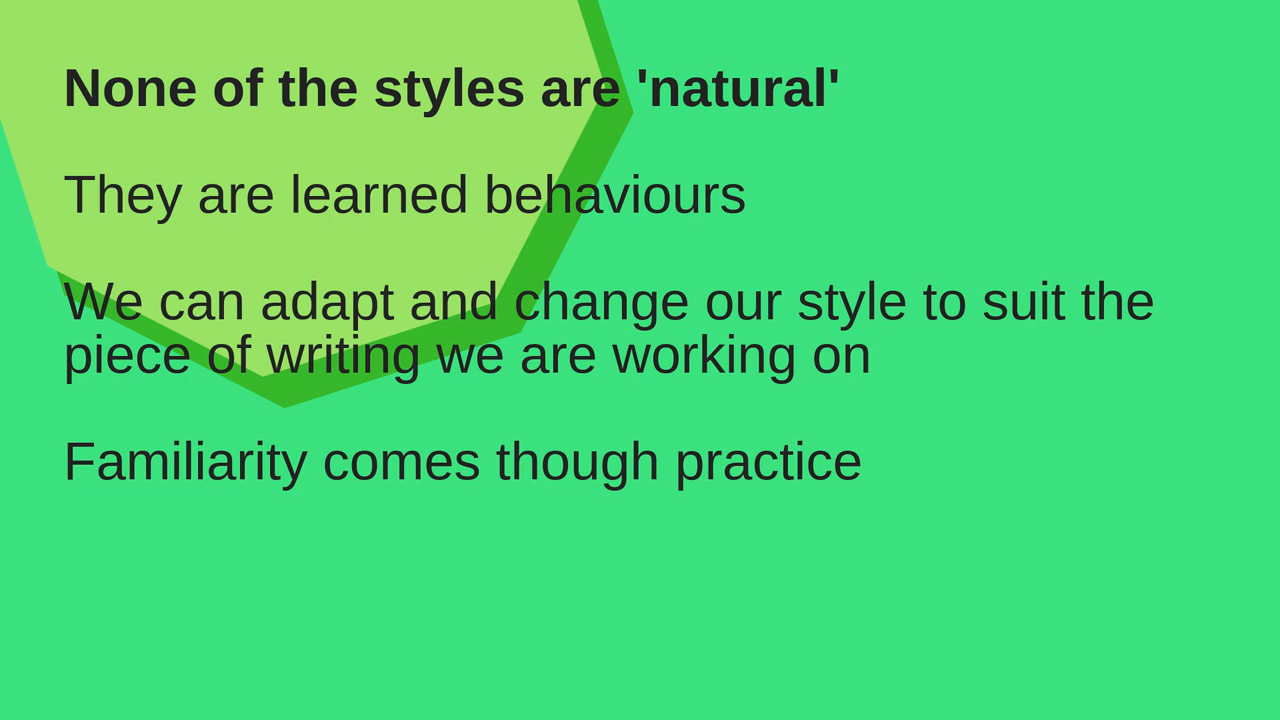 None of the styles are 'natural'
They are learned behaviours
We can adapt and change our style to suit the
piece of writing we are working on
Familiarity comes though practice